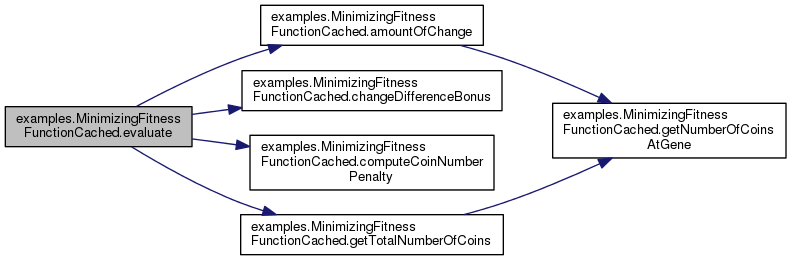 examples.MinimizingFitness
FunctionCached.amountOfChange
examples.MinimizingFitness
FunctionCached.changeDifferenceBonus
examples.MinimizingFitness
FunctionCached.evaluate
examples.MinimizingFitness
FunctionCached.getNumberOfCoins
AtGene
examples.MinimizingFitness
FunctionCached.computeCoinNumber
Penalty
examples.MinimizingFitness
FunctionCached.getTotalNumberOfCoins